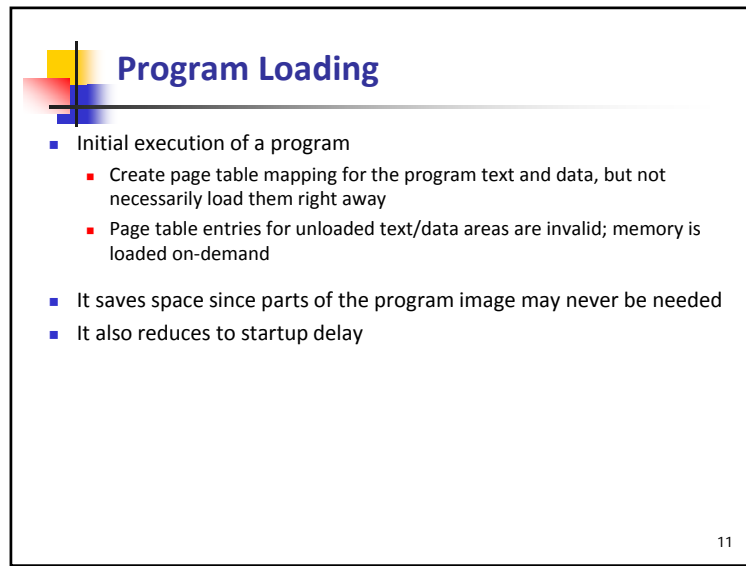 Program Loading
Initial execution of a program
Create page table mapping for the program text and data, but not
necessarily load them right away
Page table entries for unloaded text/data areas are invalid; memory is
loaded on-demand
It saves space since parts of the program image may never be needed
It also reduces to startup delay
11